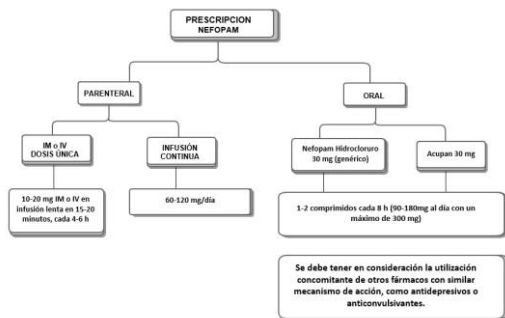 PRESCRIPCION
NEFOPAM
PARENTERAL
ORAL
IM o IV
DOSIS ÚNICA
INFUSIÓN
CONTINUA
Nefopam Hidrocloruro
30 mg (genérico)
Acupan 30 mg
10-20 mg IM o IV en
infusión lenta en 15-20
minutos, cada 4-6 h
60-120 mg/día
1-2 comprimidos cada 8 h (90-180mg al día con un
máximo de 300 mg)
Se debe tener en consideración la utilización
concomitante de otros fármacos con similar
mecanismo de acción, como antidepresivos o
anticonvulsivantes.